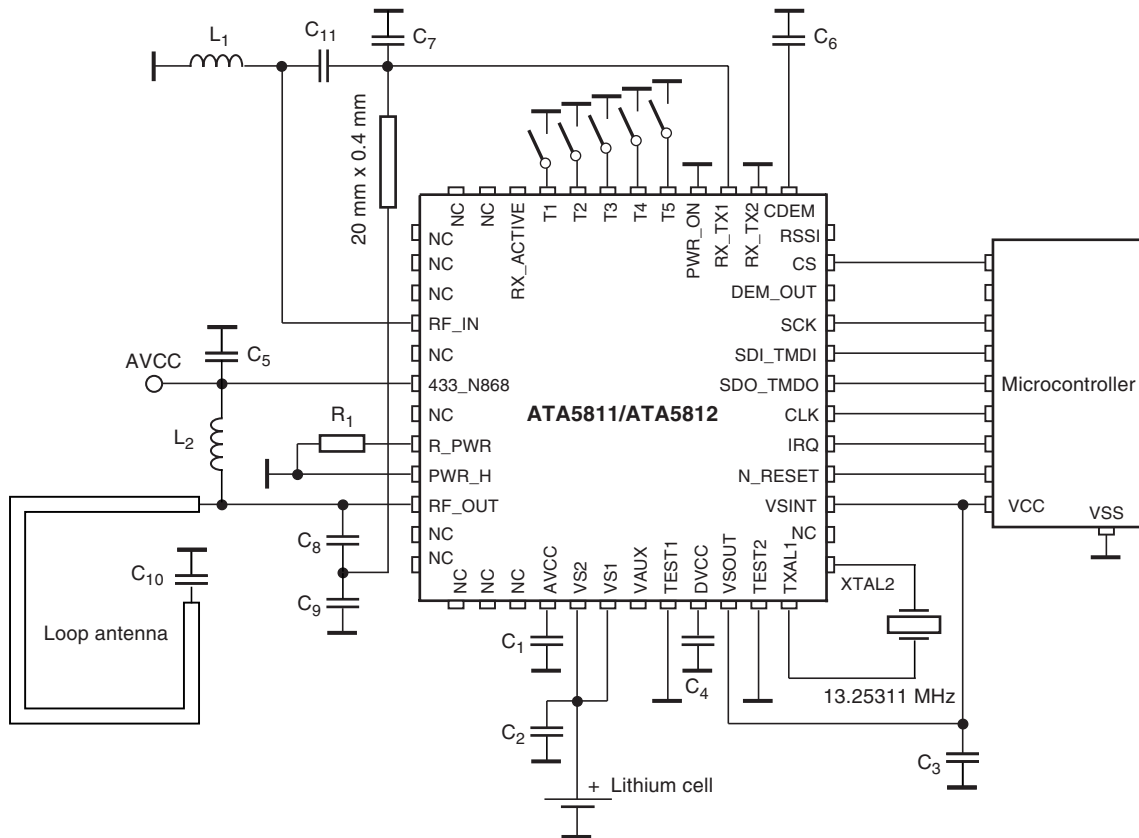 L1
C11
C7
C6
20 mm x 0.4 mm
NC
NC
RX_ACTIVE
T1
T2
T3
T4
T5
PWR_ON
RX_TX1
RX_TX2
CDEM
NC
NC
NC
RF_IN
NC
433_N868
NC
R_PWR
PWR_H
RF_OUT
NC
NC
RSSI
CS
DEM_OUT
SCK
SDI_TMDI
SDO_TMDO
CLK
IRQ
N_RESET
VSINT
NC
XTAL2
ATA5811/ATA5812
Microcontroller
VCC
VSS
AVCC
C5
L2
R1
C8
C9
C10
Loop antenna
NC
NC
NC
AVCC
VS2
VS1
VAUX
TEST1
DVCC
VSOUT
TEST2
TXAL1
C1
C4
C2
13.25311 MHz
C3
+ Lithium cell